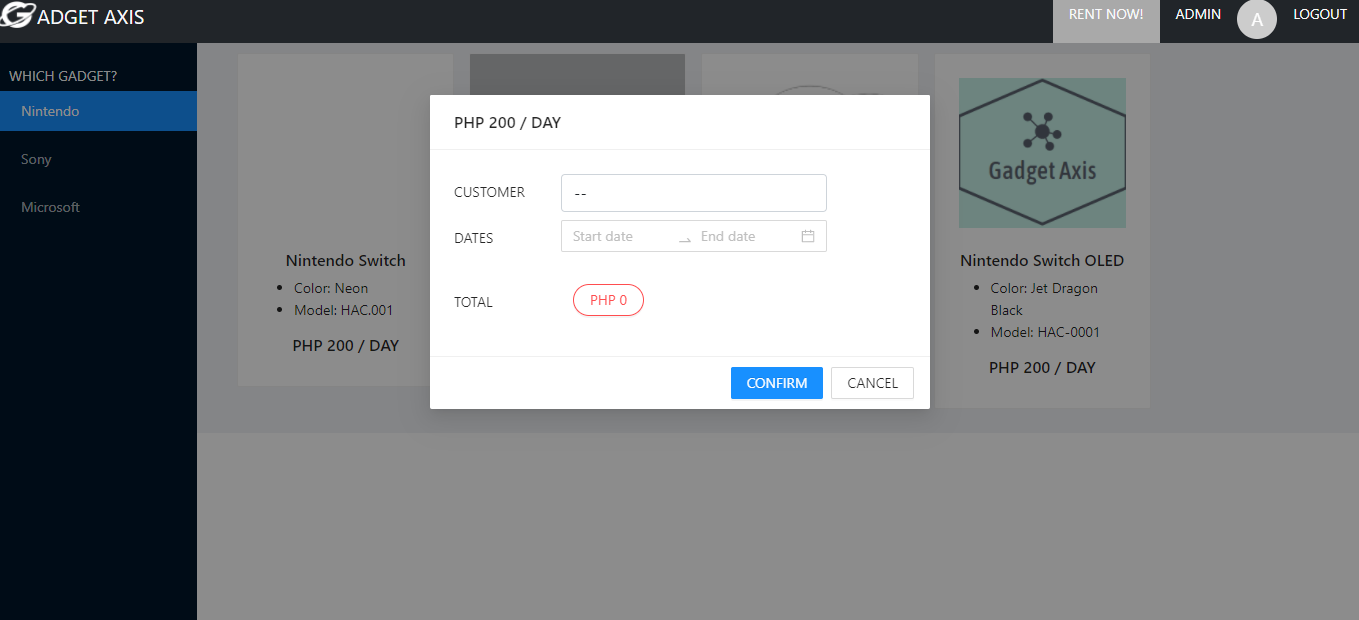 ADGET AXIS
RENT NOW!
ADMIN
A
LOGOUT
WHICH GADGET?
Nintendo
Sony
Microsoft
PHP 200 / DAY
CUSTOMER
--
DATES
Start date
End date
TOTAL
PHP 0
CONFIRM
CANCEL
Nintendo Switch
Color: Neon
Model: HAC.001
PHP 200 / DAY
Gadget Axis
Nintendo Switch OLED
Color: Jet Dragon
Black
Model: HAC-0001
PHP 200 / DAY